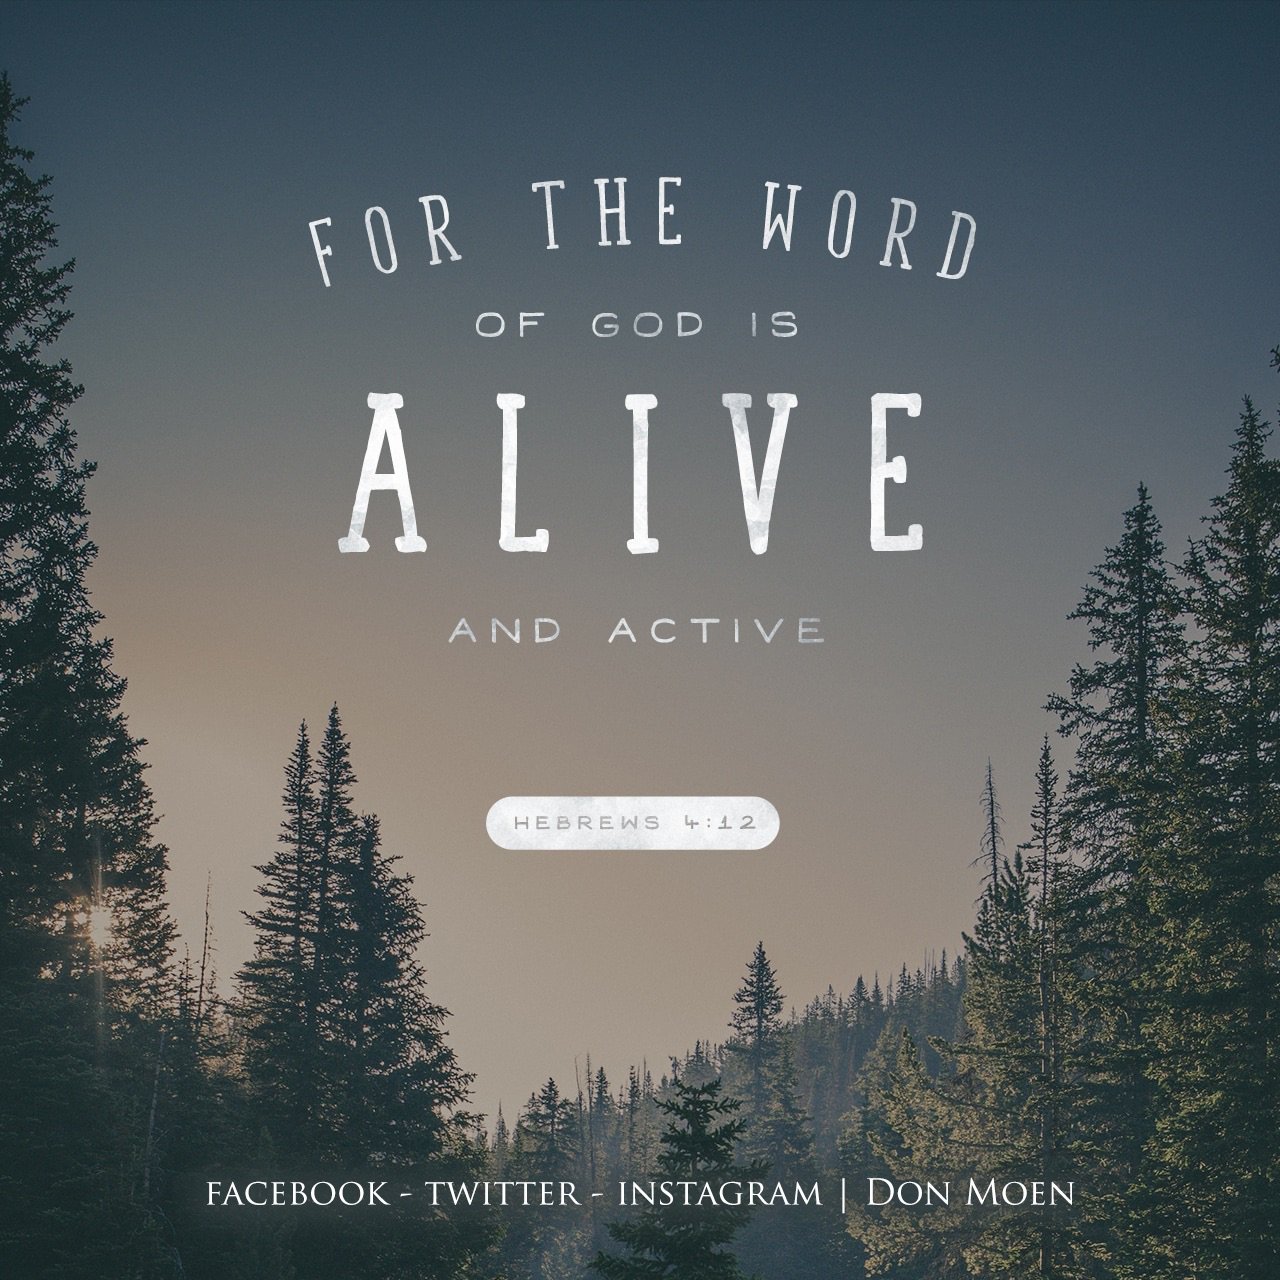 FOR THE WORD
OF GOD IS
ALIVE
AND ACTIVE
HEBREWS 4:12
FACEBOOK - TWITTER - INSTAGRAM | DON MOEN